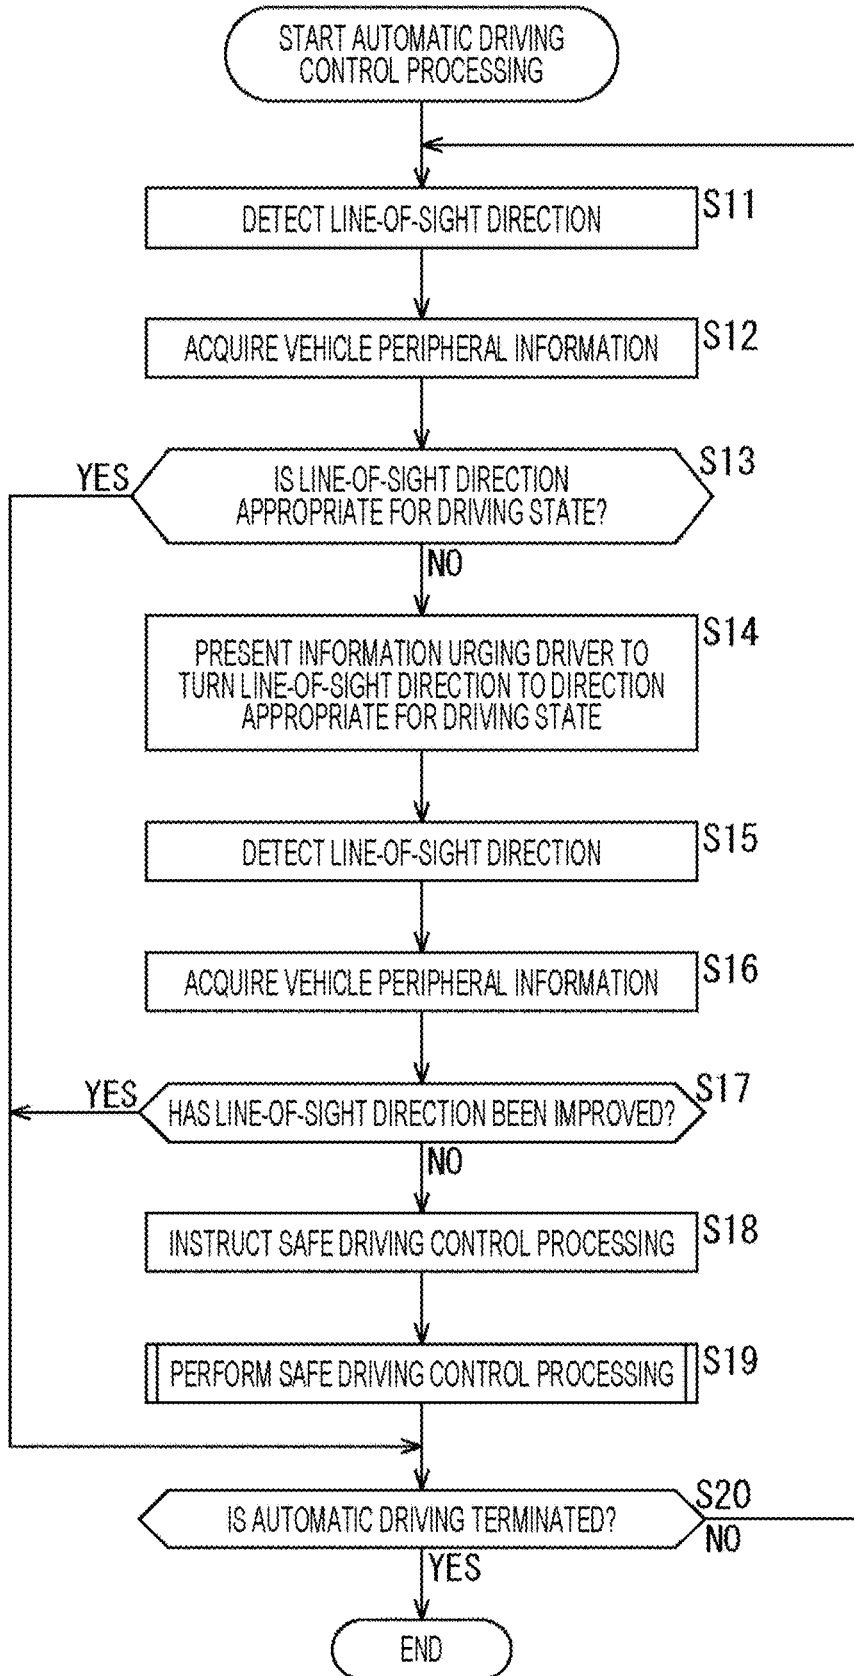 START AUTOMATIC DRIVING
CONTROL PROCESSING
DETECT LINE-OF-SIGHT DIRECTION
S11
ACQUIRE VEHICLE PERIPHERAL INFORMATION
S12
IS LINE-OF-SIGHT DIRECTION
APPROPRIATE FOR DRIVING STATE?
S13
YES
NO
PRESENT INFORMATION URGING DRIVER TO
TURN LINE-OF-SIGHT DIRECTION TO DIRECTION
APPROPRIATE FOR DRIVING STATE
S14
DETECT LINE-OF-SIGHT DIRECTION
S15
ACQUIRE VEHICLE PERIPHERAL INFORMATION
S16
HAS LINE-OF-SIGHT DIRECTION BEEN IMPROVED?
S17
YES
NO
INSTRUCT SAFE DRIVING CONTROL PROCESSING
S18
PERFORM SAFE DRIVING CONTROL PROCESSING
S19
IS AUTOMATIC DRIVING TERMINATED?
S20
NO
YES
END